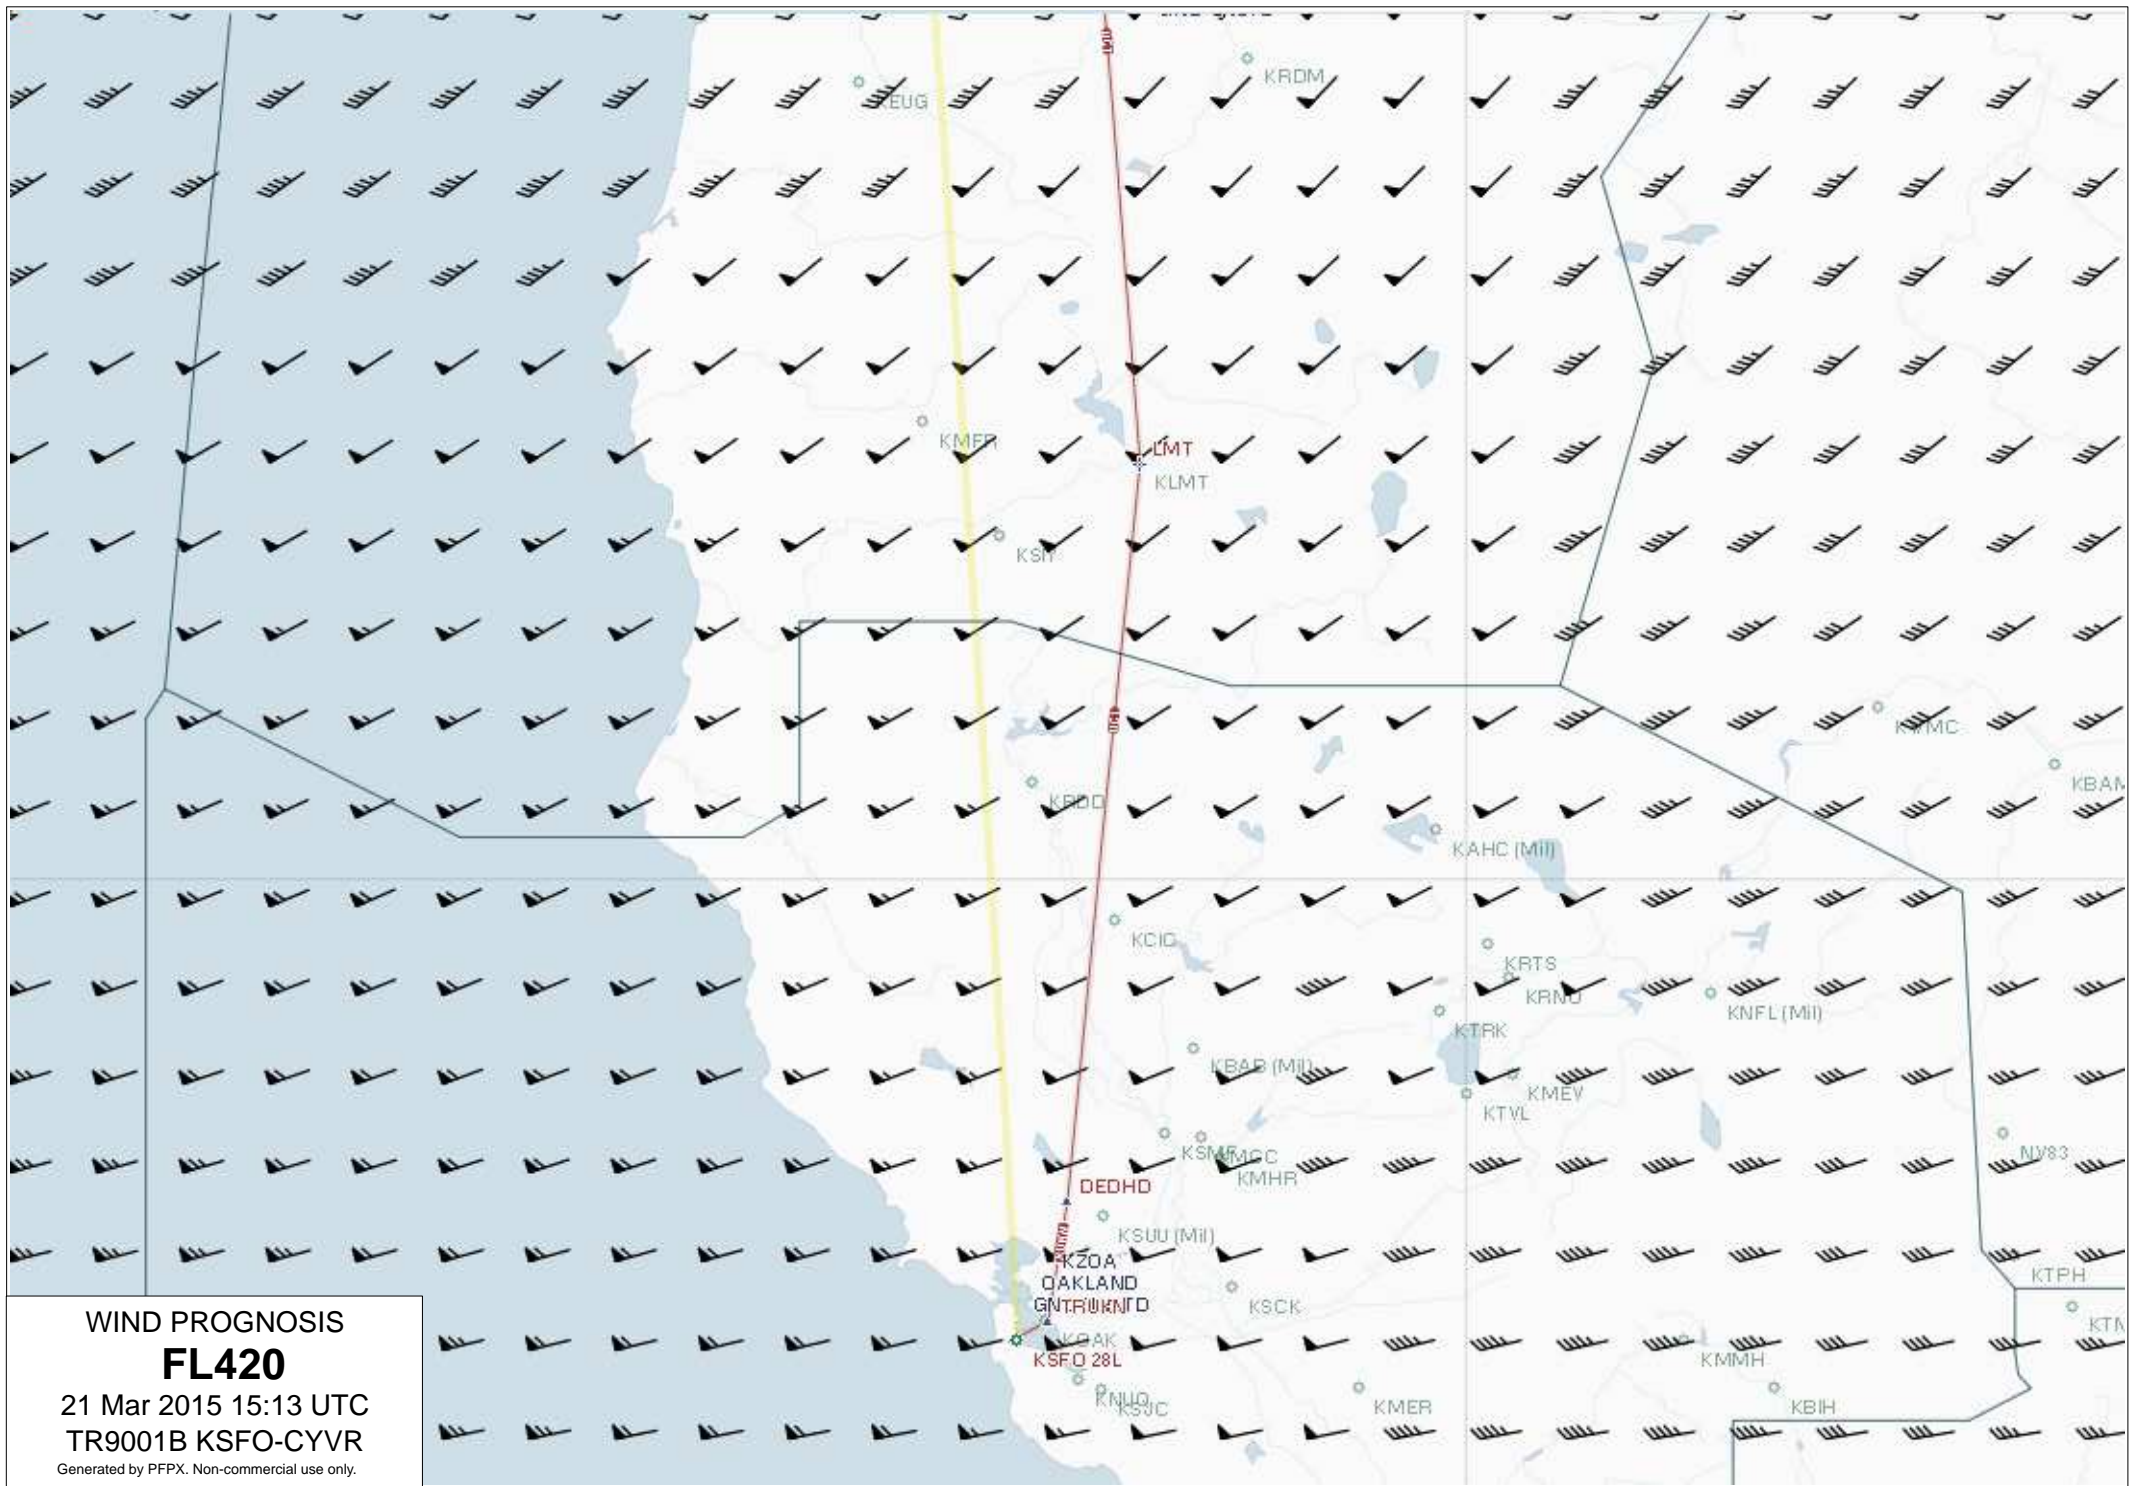 KRDM
KEUG
KMFR
LMT
KLMT
KSIY
KWMC
KBAM
KRDD
KAHC (Mil)
KCIC
KRTS
KRNO
KNFL (Mil)
KTRK
KBAB (Mil)
KMEV
KTVL
KSMF
KMCC
NV83
KMHR
DEDHD
KSUU (Mil)
KZOA
OAKLAND
KTPH
KSCK
TRUKN
KOAK
KSFO 28L
KMMH
KNUQ
KSJC
KMER
KBIH
WIND PROGNOSIS
FL420
21 Mar 2015 15:13 UTC
TR9001B KSFO-CYVR
Generated by PFPX. Non-commercial use only.